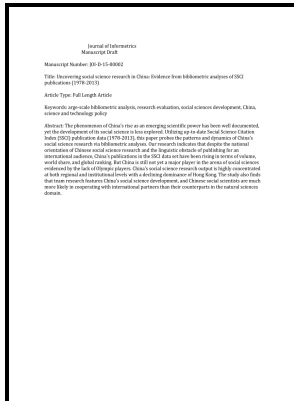 Journal of Informetrics
Manuscript Draft
Manuscript Number: JOI-D-15-00002
Title: Uncovering social science research in China: Evidence from bibliometric analyses of SSCI
publications (1978-2013)
Article Type: Full Length Article
Keywords: arge-scale bibliometric analysis, research evaluation, social sciences development, China,
science and technology policy
Abstract: The phenomenon of China's rise as an emerging scientific power has been well documented,
yet the development of its social science is less explored. Utilizing up-to-date Social Science Citation
Index (SSCI) publication data (1978-2013), this paper probes the patterns and dynamics of China's
social science research via bibliometric analyses. Our research indicates that despite the national
orientation of Chinese social science research and the linguistic obstacle of publishing for an
international audience, China's publications in the SSCI data set have been rising in terms of volume,
world share, and global ranking. But China is still not yet a major player in the arena of social sciences
evidenced by the lack of Olympic players. China's social science research output is highly concentrated
at both regional and institutional levels with a declining dominance of Hong Kong. The study also finds
that team research features China's social science development, and Chinese social scientists are much
more likely in cooperating with international partners than their counterparts in the natural sciences
domain.